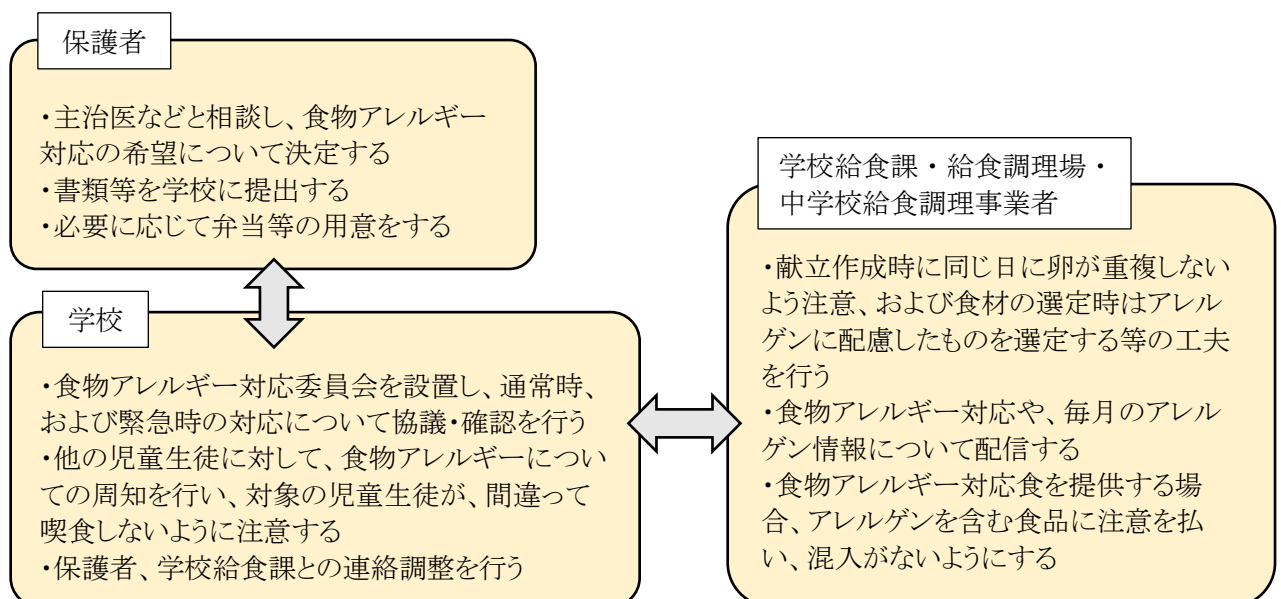 保護者
・主治医などと相談し、食物アレルギー
対応の希望について決定する
・書類等を学校に提出する
・必要に応じて弁当等の用意をする
学校
・食物アレルギー対応委員会を設置し、通常時、
および緊急時の対応について協議・確認を行う
・他の児童生徒に対して、食物アレルギーについ
ての周知を行い、対象の児童生徒が、間違って
喫食しないように注意する
・保護者、学校給食課との連絡調整を行う
学校給食課・給食調理場・
中学校給食調理事業者
・献立作成時に同じ日に卵が重複しない
よう注意、および食材の選定時はアレル
ゲンに配慮したものを選定する等の工夫
を行う
・食物アレルギー対応や、毎月のアレル
ゲン情報について配信する
・食物アレルギー対応食を提供する場
合、アレルゲンを含む食品に注意を払
い、混入がないようにする